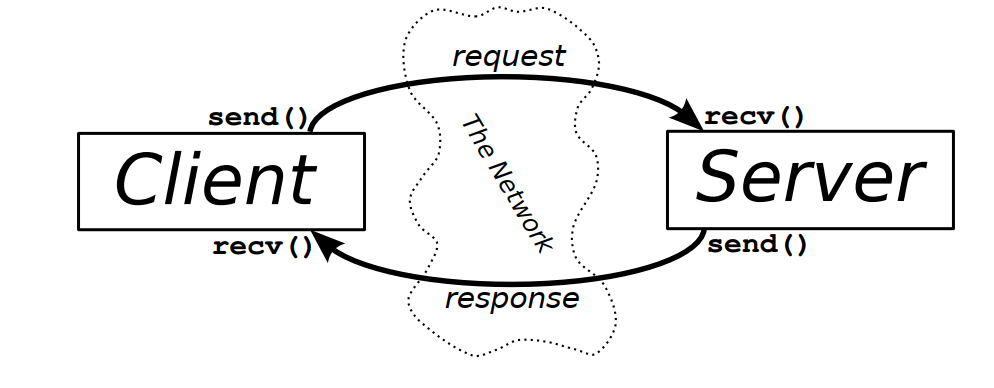 request
send()
recv()
The Network
Client
Server
recv()
send()
response